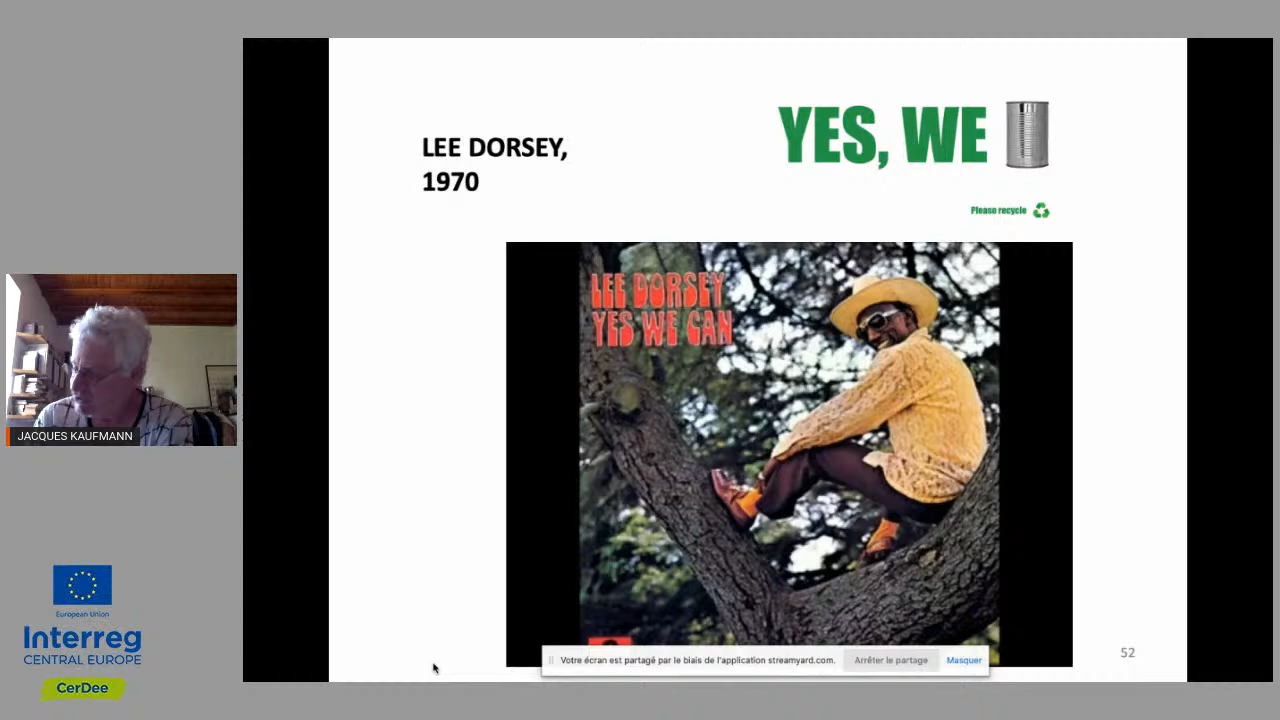 LEE DORSEY,
1970
YES, WE
Please recycle
LEE DORSEY
YES WE CAN
JACQUES KAUFMANN
European Union
Interreg
CENTRAL EUROPE
CerDee
Votre écran est partagé par le biais de l'application streamyard.com.
Arrêter le partage
Masquer
52